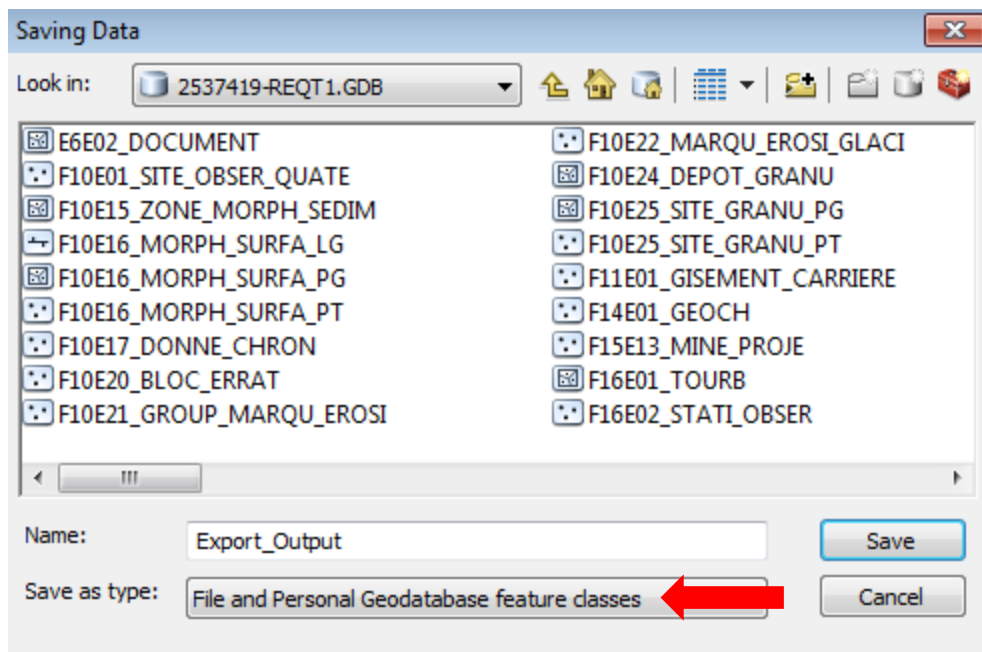 Saving Data
Look in: 2537419-REQT1.GDB
E6E02_DOCUMENT
F10E01_SITE_OBSER_QUATE
F10E15_ZONE_MORPH_SEDIM
F10E16_MORPH_SURFA_LG
F10E16_MORPH_SURFA_PG
F10E16_MORPH_SURFA_PT
F10E17_DONNE_CHRON
F10E20_BLOC_ERRAT
F10E21_GROUP_MARQU_EROSI
F10E22_MARQU_EROSI_GLACI
F10E24_DEPOT_GRANU
F10E25_SITE_GRANU_PG
F10E25_SITE_GRANU_PT
F11E01_GISEMENT_CARRIERE
F14E01_GEOCH
F15E13_MINE_PROJE
F16E01_TOURB
F16E02_STATI_OBSER
Name: Export_Output
Save
Save as type: File and Personal Geodatabase feature classes
Cancel